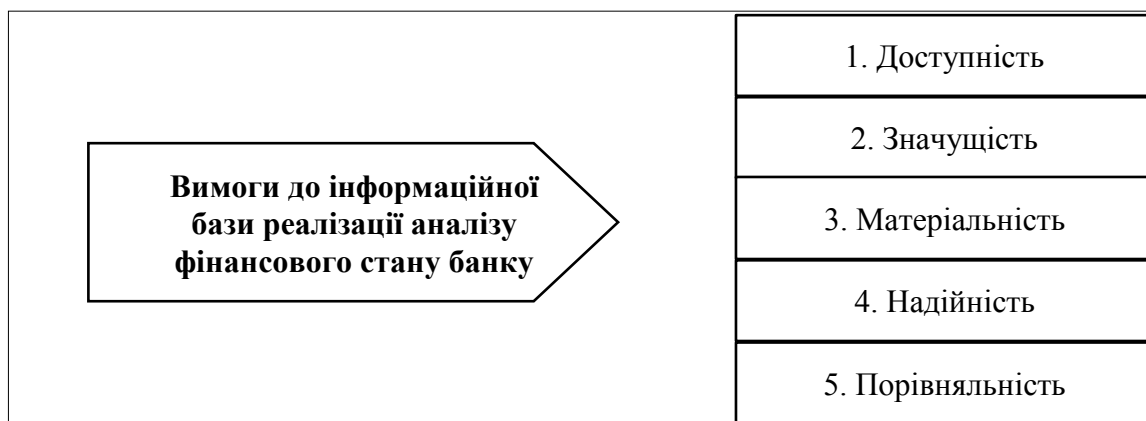 Вимоги до інформаційної
бази реалізації аналізу
фінансового стану банку
1. Доступність
2. Значущість
3. Матеріальність
4. Надійність
5. Порівняльність